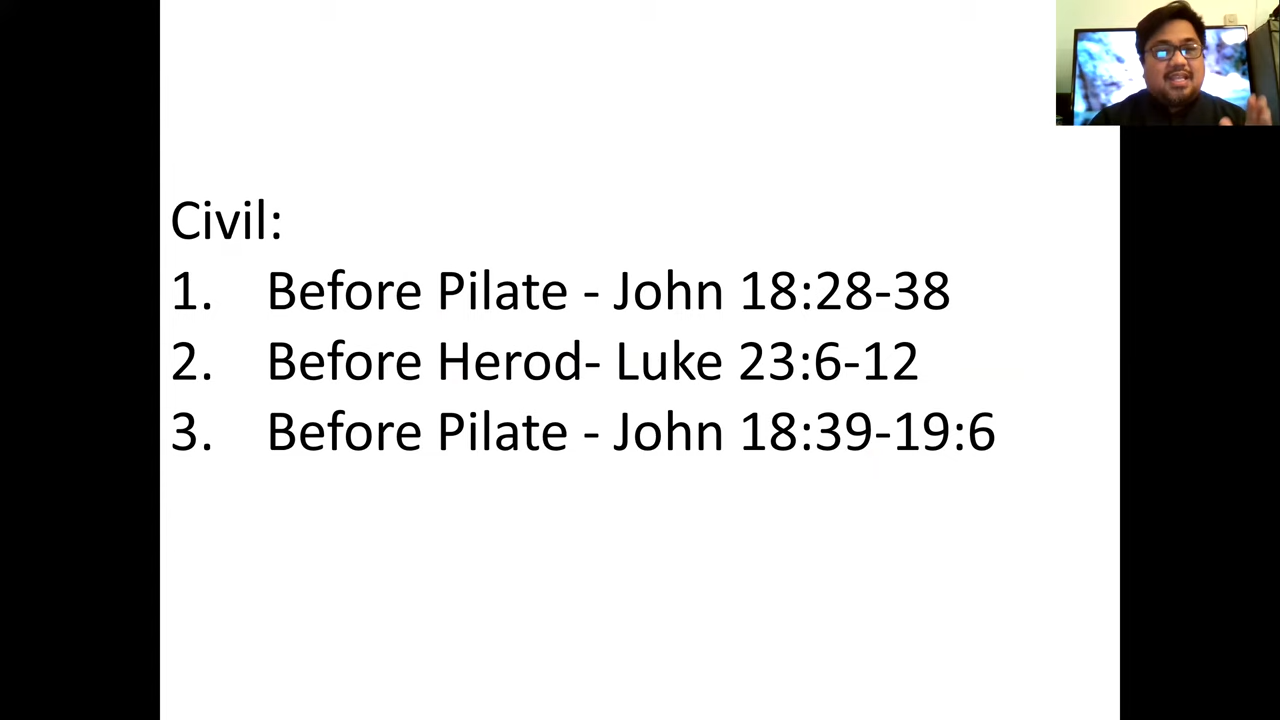 Civil:
1. Before Pilate - John 18:28-38
2. Before Herod- Luke 23:6-12
3. Before Pilate - John 18:39-19:6